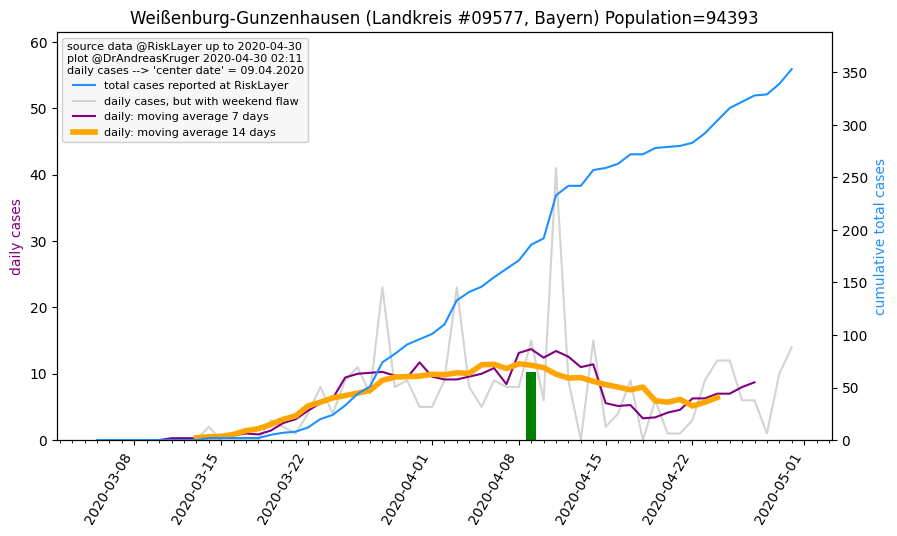 Weißenburg-Gunzenhausen (Landkreis #09577, Bayern) Population=94393
source data @RiskLayer up to 2020-04-30
plot @DrAndreasKruger 2020-04-30 02:11
daily cases --> 'center date' = 09.04.2020
total cases reported at RiskLayer
daily cases, but with weekend flaw
daily: moving average 7 days
daily: moving average 14 days
daily cases
60
50
40
30
20
10
0
cumulative total cases
350
300
250
200
150
100
50
0
2020-03-08
2020-03-15
2020-03-22
2020-04-01
2020-04-08
2020-04-15
2020-04-22
2020-05-01